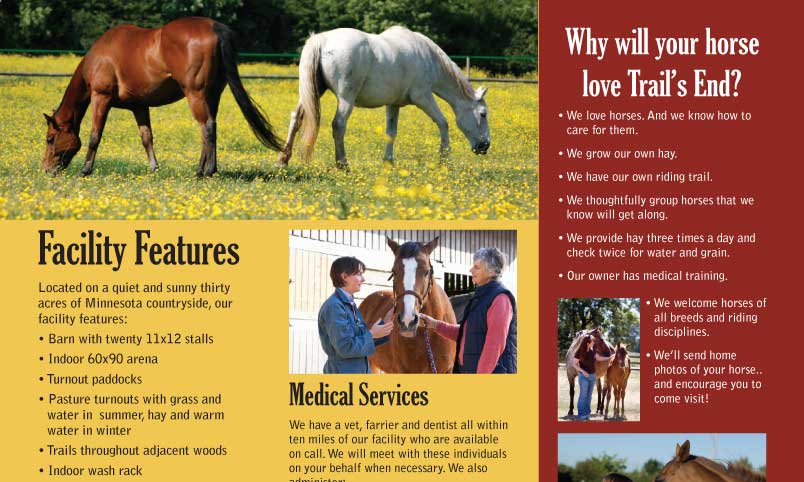 Facility Features
Located on a quiet and sunny thirty
acres of Minnesota countryside, our
facility features:
• Barn with twenty 11x12 stalls
• Indoor 60x90 arena
• Turnout paddocks
• Pasture turnouts with grass and
water in summer, hay and warm
water in winter
• Trails throughout adjacent woods
• Indoor wash rack
Medical Services
We have a vet, farrier and dentist all within
ten miles of our facility who are available
on call. We will meet with these individuals
on your behalf when necessary. We also
administer:
Why will your horse
love Trail's End?
• We love horses. And we know how to
care for them.
• We grow our own hay.
• We have our own riding trail.
• We thoughtfully group horses that we
know will get along.
• We provide hay three times a day and
check twice for water and grain.
• Our owner has medical training.
• We welcome horses of
all breeds and riding
disciplines.
• We'll send home
photos of your horse..
and encourage you to
come visit!